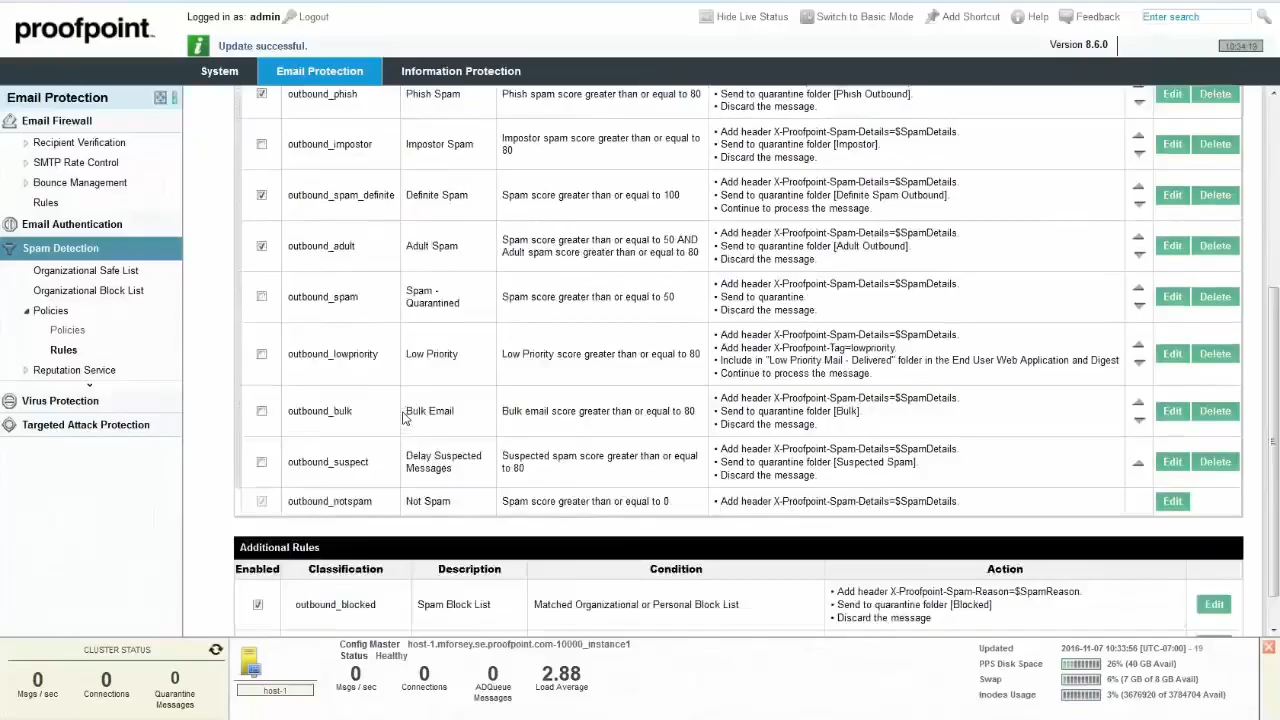 proofpoint.
Logged in as: admin Logout
Hide Live Status Switch to Basic Mode Add Shortcut Help Feedback Enter search
Update successful.
Version 8.6.0
10:34:19
System Email Protection Information Protection
Email Protection
Email Firewall
Recipient Verification
SMTP Rate Control
Bounce Management
Rules
Email Authentication
Spam Detection
Organizational Safe List
Organizational Block List
Policies
Policies
Rules
Reputation Service
Virus Protection
Targeted Attack Protection
outbound_phish Phish Spam Phish spam score greater than or equal to 80
• Send to quarantine folder [Phish Outbound].
• Discard the message.
Edit Delete
outbound_impostor Impostor Spam
Impostor spam score greater than or equal to
80
• Add header X-Proofpoint-Spam-Details=$SpamDetails.
• Send to quarantine folder [Impostor].
• Discard the message.
Edit Delete
outbound_spam_definite Definite Spam Spam score greater than or equal to 100
• Add header X-Proofpoint-Spam-Details=$SpamDetails.
• Send to quarantine folder [Definite Spam Outbound].
• Continue to process the message.
Edit Delete
outbound_adult Adult Spam
Spam score greater than or equal to 50 AND
Adult spam score greater than or equal to 80
• Add header X-Proofpoint-Spam-Details=$SpamDetails.
• Send to quarantine folder [Adult Outbound].
• Discard the message.
Edit Delete
outbound_spam
Spam -
Quarantined
Spam score greater than or equal to 50
• Add header X-Proofpoint-Spam-Details=$SpamDetails.
• Send to quarantine.
• Discard the message.
Edit Delete
outbound_lowpriority Low Priority Low Priority score greater than or equal to 80
• Add header X-Proofpoint-Spam-Details=$SpamDetails.
• Add header X-Proofpoint-Tag=lowpriority.
• Include in "Low Priority Mail - Delivered" folder in the End User Web Application and Digest
• Continue to process the message.
Edit Delete
outbound_bulk Bulk Email Bulk email score greater than or equal to 80
• Add header X-Proofpoint-Spam-Details=$SpamDetails.
• Send to quarantine folder [Bulk].
• Discard the message.
Edit Delete
outbound_suspect
Delay Suspected
Messages
Suspected spam score greater than or equal
to 80
• Add header X-Proofpoint-Spam-Details=$SpamDetails.
• Send to quarantine folder [Suspected Spam].
• Discard the message.
Edit Delete
outbound_notspam Not Spam Spam score greater than or equal to 0
• Add header X-Proofpoint-Spam-Details=$SpamDetails.
Edit
Additional Rules
Enabled Classification Description Condition Action
outbound_blocked Spam Block List Matched Organizational or Personal Block List
• Add header X-Proofpoint-Spam-Reason=$SpamReason.
• Send to quarantine folder [Blocked]
• Discard the message
Edit
CLUSTER STATUS
0 0 0
Msgs / sec Connections Quarantine
Messages
host-1
Config Master host-1.mforsey.se.proofpoint.com-10000_instance1
Status Healthy
0 0 0 2.88
Msgs / sec Connections ADQueue Load Average
Messages
Updated 2016-11-07 10:33:56 [UTC-07:00] - 19
PPS Disk Space 26% (40 GB Avail)
Swap 6% (7 GB of 8 GB Avail)
Inodes Usage 3% (3676920 of 3784704 Avail)